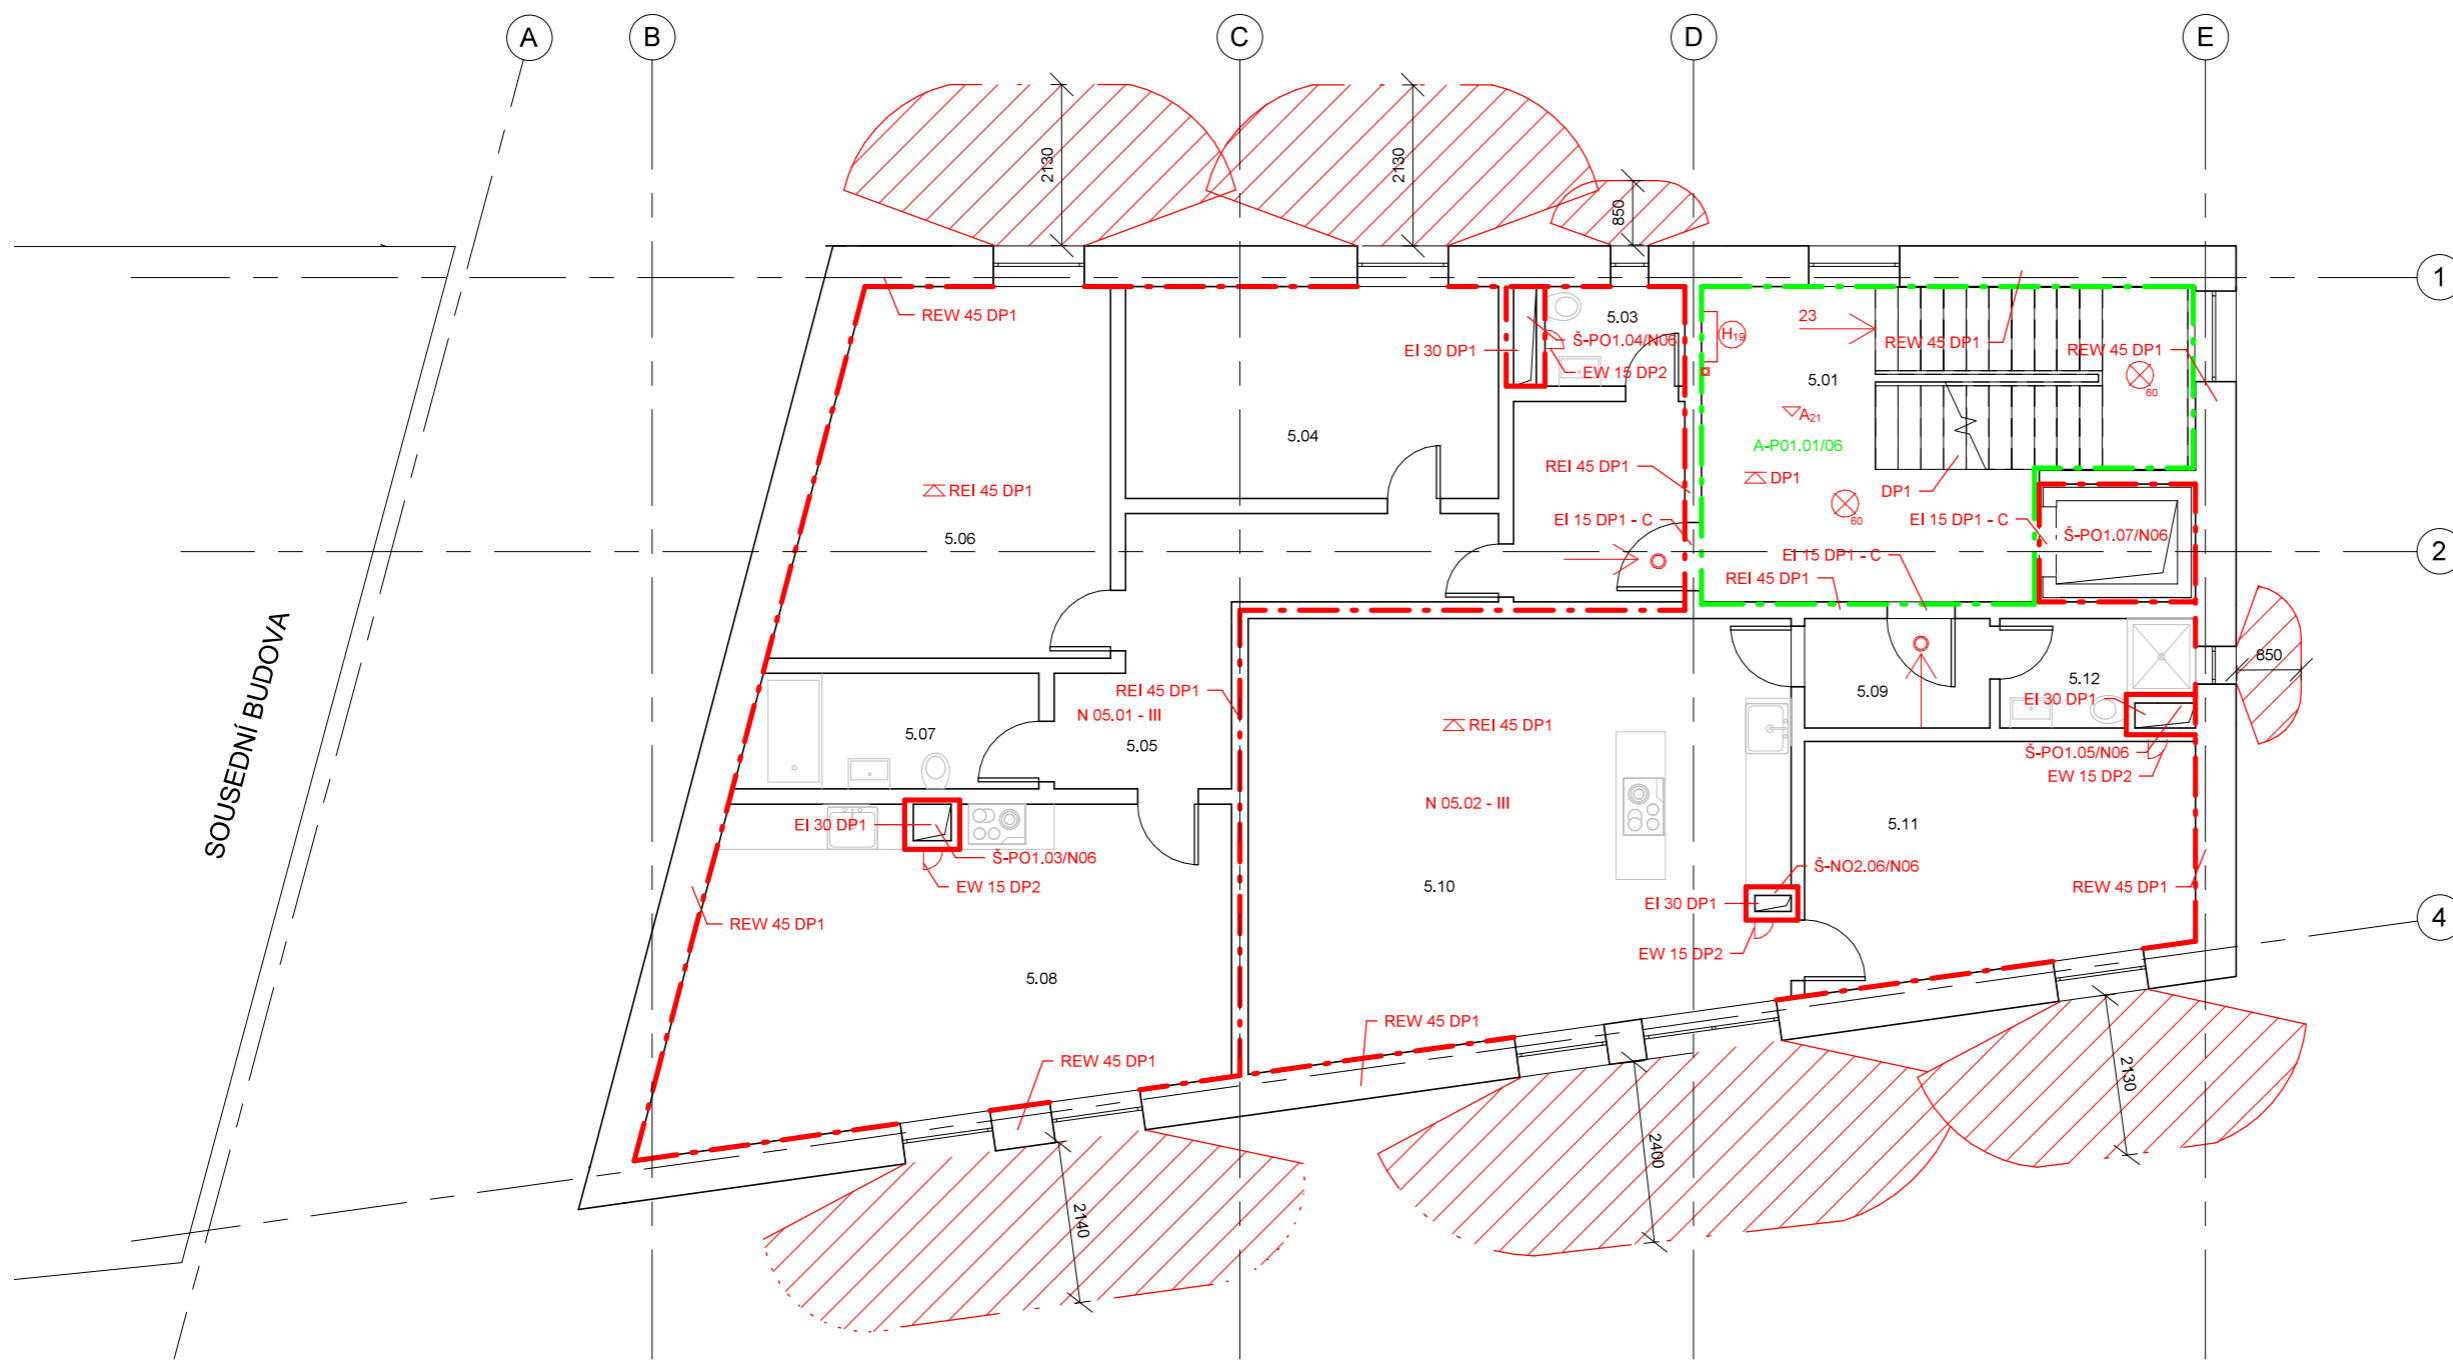 A
B
C
D
E
2130
2130
850
1
REW 45 DP1
5.03
Š-PO1.04/N06
EI 30 DP1
EW 15 DP2
H19
23
REW 45 DP1
REW 45 DP1
5.01
60
A21
A-P01.01/06
5.04
REI 45 DP1
DP1
DP1
REI 45 DP1
60
EI 15 DP1 - C
EI 15 DP1 - C
Š-PO1.07/N06
5.06
2
EI 15 DP1 - C
REI 45 DP1
SOUSEDNÍ BUDOVA
850
5.12
5.09
EI 30 DP1
REI 45 DP1
N 05.01 - III
REI 45 DP1
5.07
5.05
Š-PO1.05/N06
EW 15 DP2
N 05.02 - III
EI 30 DP1
5.11
Š-PO1.03/N06
EW 15 DP2
5.10
Š-NO2.06/N06
REW 45 DP1
EI 30 DP1
4
REW 45 DP1
EW 15 DP2
5.08
REW 45 DP1
REW 45 DP1
2130
2400
2140